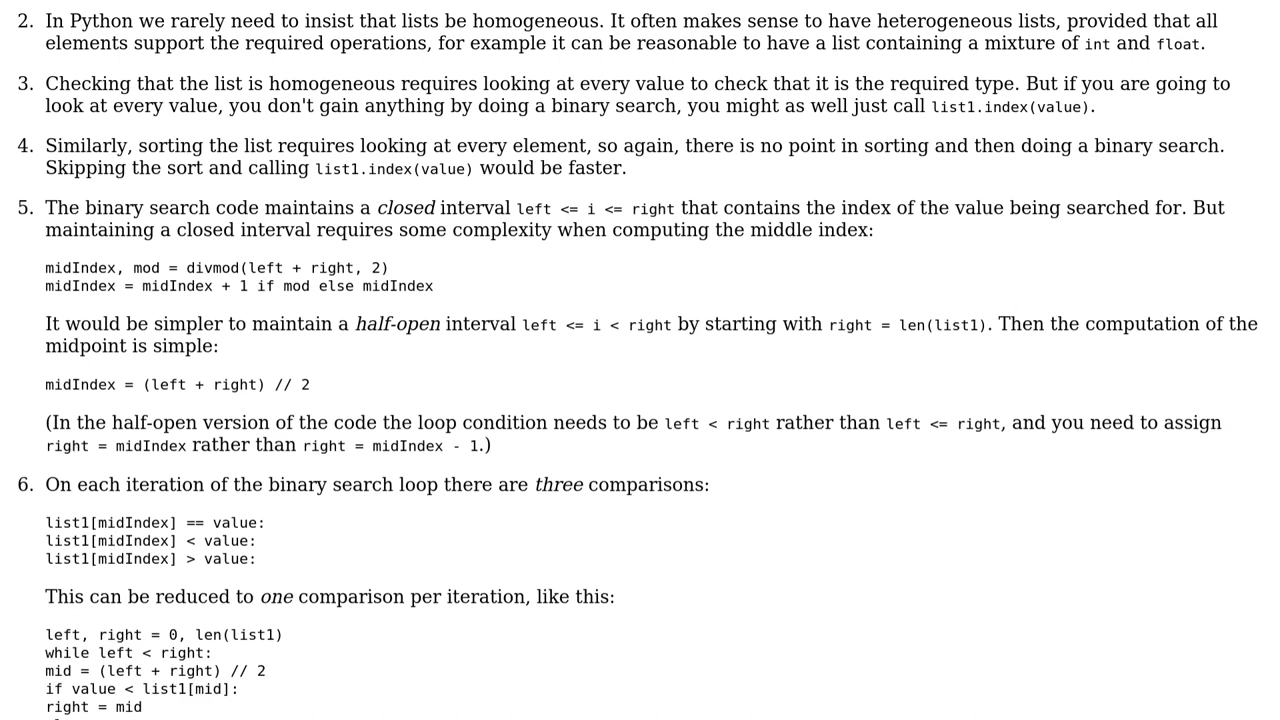 2. In Python we rarely need to insist that lists be homogeneous. It often makes sense to have heterogeneous lists, provided that all
elements support the required operations, for example it can be reasonable to have a list containing a mixture of int and float.
3. Checking that the list is homogeneous requires looking at every value to check that it is the required type. But if you are going to
look at every value, you don't gain anything by doing a binary search, you might as well just call list1.index(value).
4. Similarly, sorting the list requires looking at every element, so again, there is no point in sorting and then doing a binary search.
Skipping the sort and calling list1.index(value) would be faster.
5. The binary search code maintains a closed interval left <= i <= right that contains the index of the value being searched for. But
maintaining a closed interval requires some complexity when computing the middle index:
midIndex, mod = divmod(left + right, 2)
midIndex = midIndex + 1 if mod else midIndex
It would be simpler to maintain a half-open interval left <= i < right by starting with right = len(list1). Then the computation of the
midpoint is simple:
midIndex = (left + right) // 2
(In the half-open version of the code the loop condition needs to be left < right rather than left <= right, and you need to assign
right = midIndex rather than right = midIndex - 1.)
6. On each iteration of the binary search loop there are three comparisons:
list1[midIndex] == value:
list1[midIndex] < value:
list1[midIndex] > value:
This can be reduced to one comparison per iteration, like this:
left, right = 0, len(list1)
while left < right:
mid = (left + right) // 2
if value < list1[mid]:
right = mid